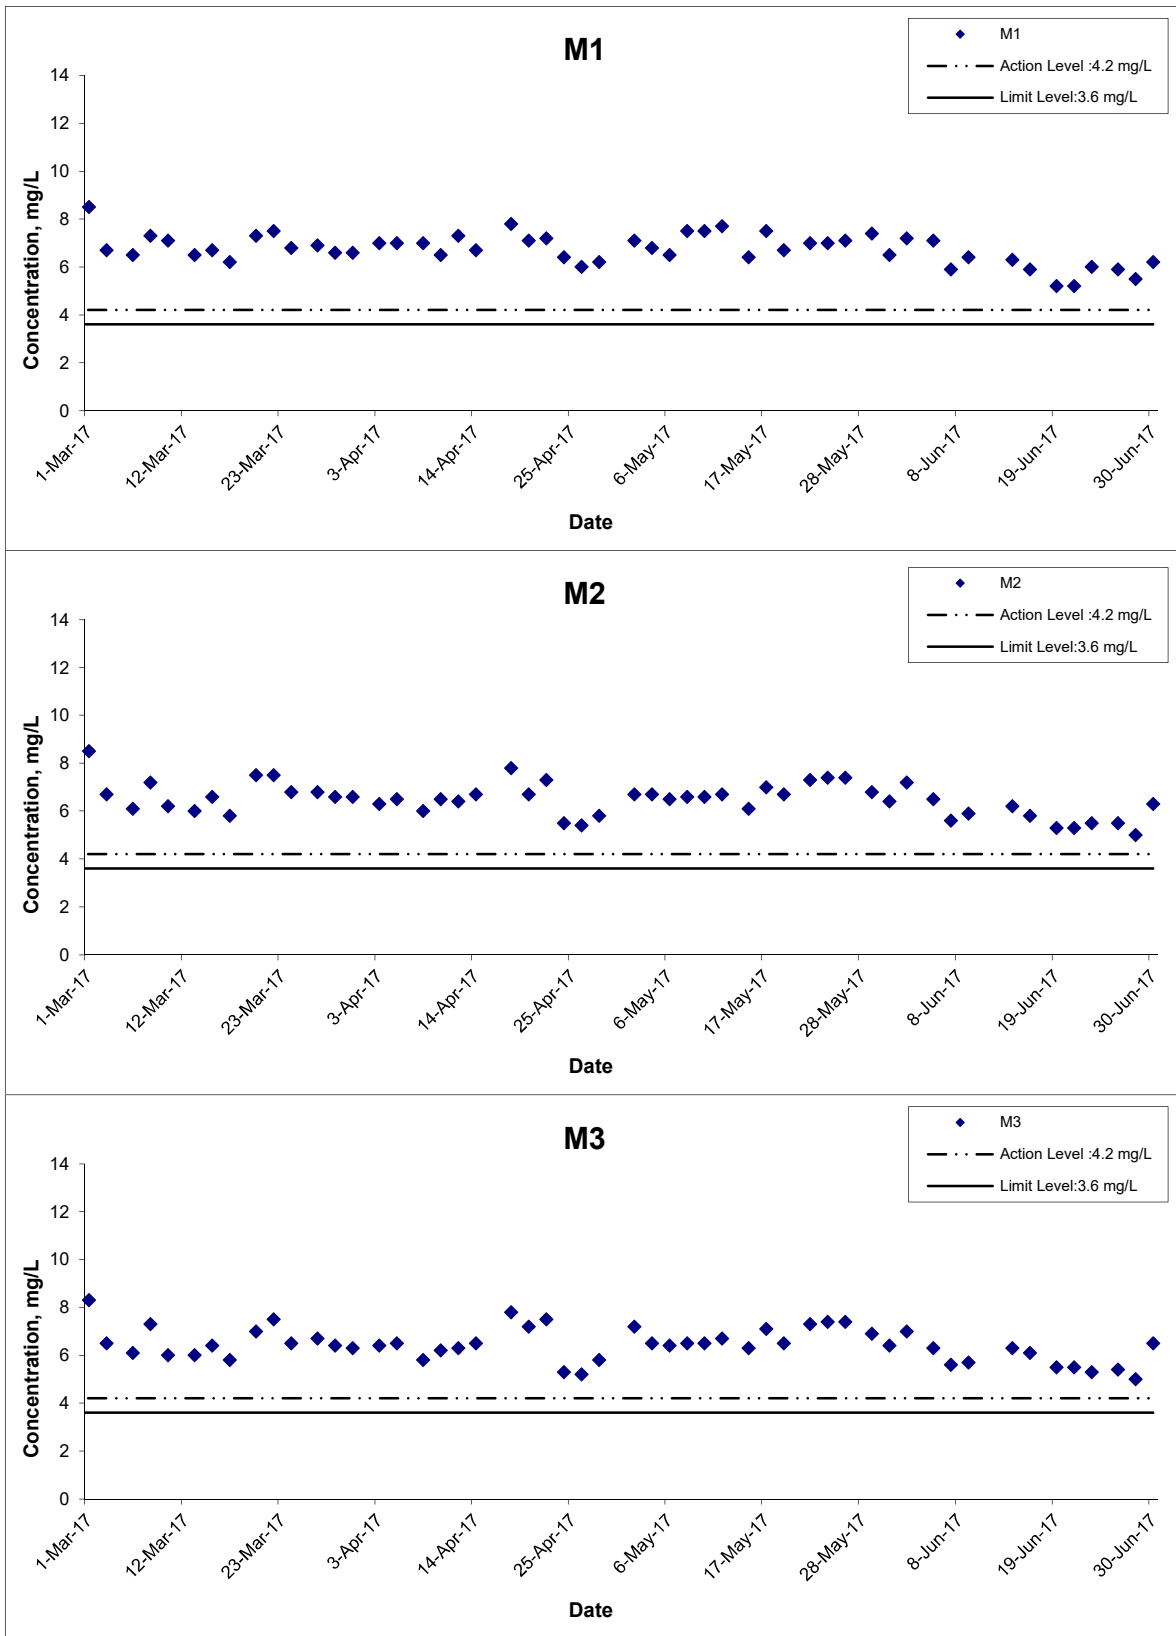 M1
M1
Action Level :4.2 mg/L
Limit Level:3.6 mg/L
Concentration, mg/L
14
12
10
8
6
4
2
0
1-Mar-17
12-Mar-17
23-Mar-17
3-Apr-17
14-Apr-17
25-Apr-17
6-May-17
17-May-17
28-May-17
8-Jun-17
19-Jun-17
30-Jun-17
Date
M2
M2
Action Level :4.2 mg/L
Limit Level:3.6 mg/L
Concentration, mg/L
14
12
10
8
6
4
2
0
1-Mar-17
12-Mar-17
23-Mar-17
3-Apr-17
14-Apr-17
25-Apr-17
6-May-17
17-May-17
28-May-17
8-Jun-17
19-Jun-17
30-Jun-17
Date
M3
M3
Action Level :4.2 mg/L
Limit Level:3.6 mg/L
Concentration, mg/L
14
12
10
8
6
4
2
0
1-Mar-17
12-Mar-17
23-Mar-17
3-Apr-17
14-Apr-17
25-Apr-17
6-May-17
17-May-17
28-May-17
8-Jun-17
19-Jun-17
30-Jun-17
Date